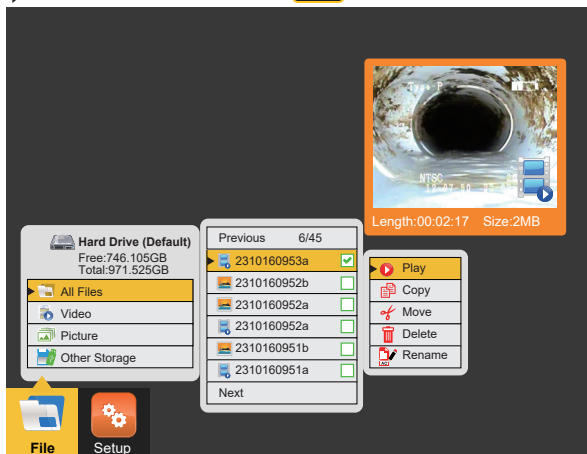 Type P
NTSC
Length:00:02:17 Size:2MB
Hard Drive (Default)
Free:746.105GB
Total:971.525GB
All Files
Video
Picture
Other Storage
Previous 6/45
2310160953a
2310160952b
2310160952a
2310160952a
2310160951b
2310160951a
Next
Play
Copy
Move
Delete
Rename
File
Setup